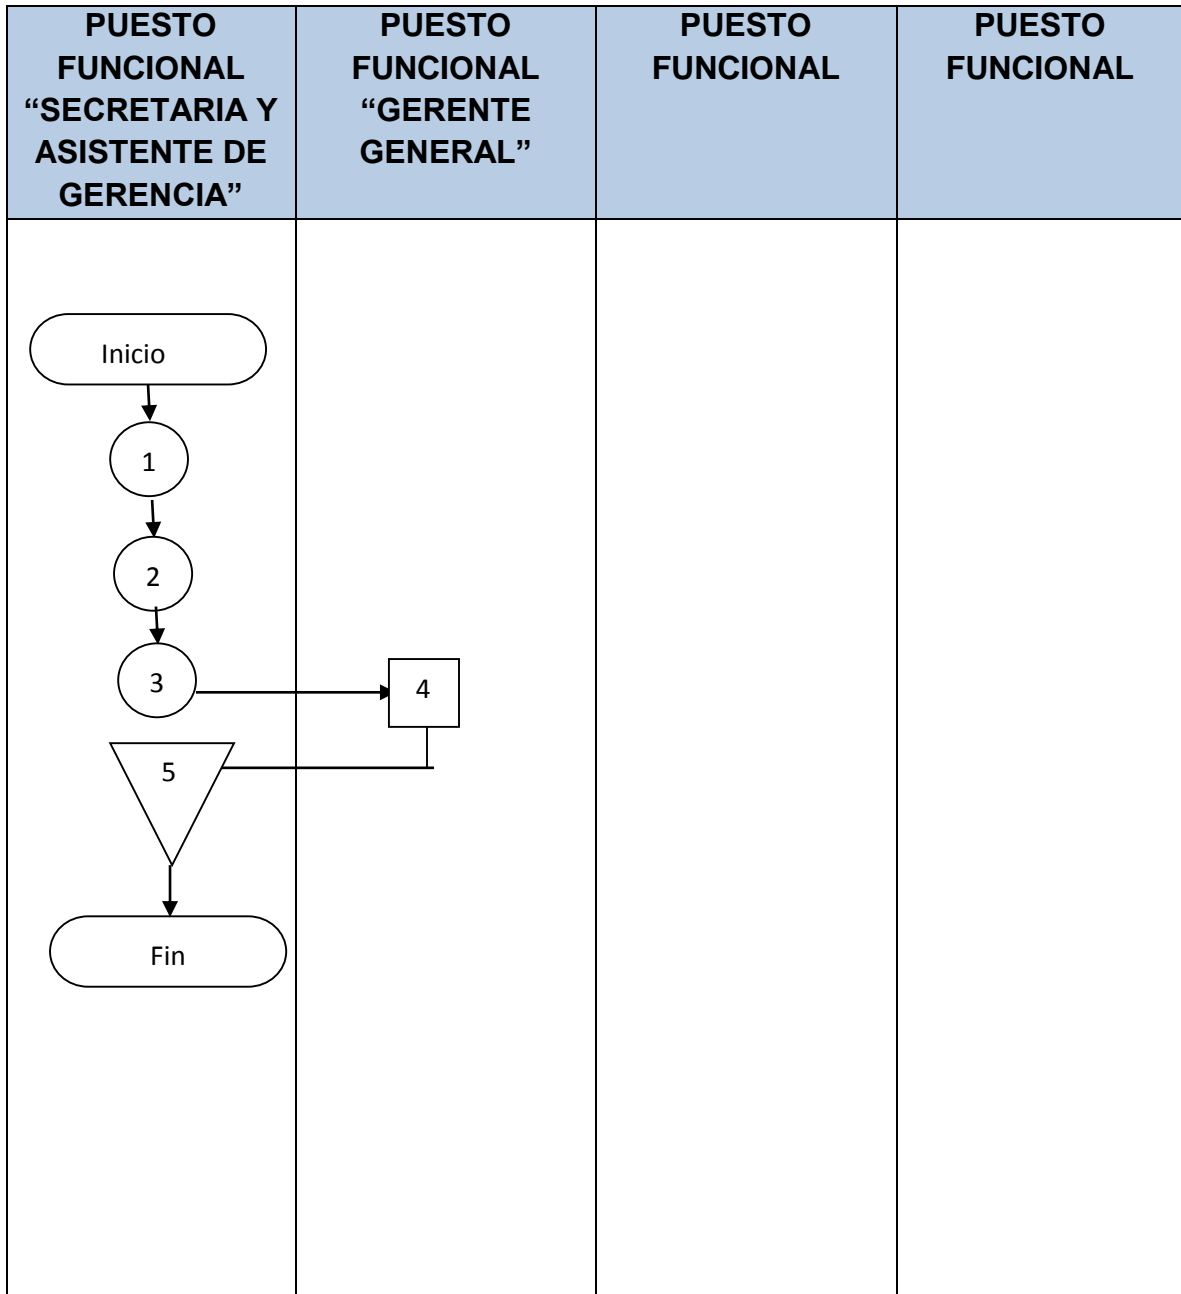 PUESTO
FUNCIONAL
“SECRETARIA Y
ASISTENTE DE
GERENCIA”
PUESTO
FUNCIONAL
“GERENTE
GENERAL”
PUESTO
FUNCIONAL
PUESTO
FUNCIONAL
Inicio
1
2
3
4
5
Fin